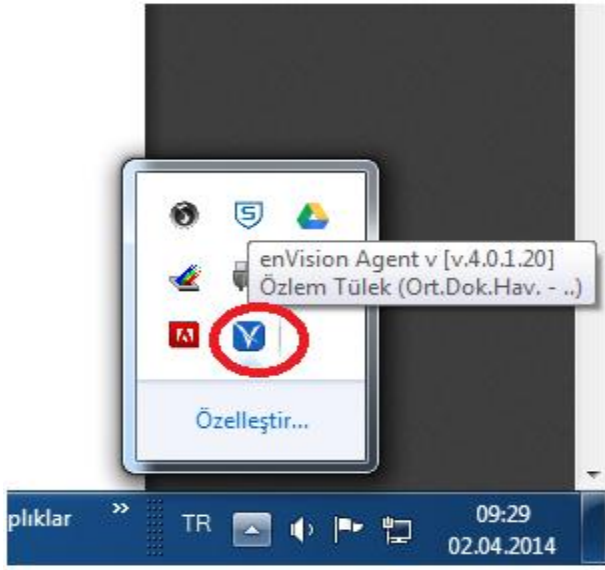 enVision Agent v [v.4.0.1.20]
Özlem Tülek (Ort.Dok.Hav. - ..)
Özelleştir...
plıklar
»
TR
09:29
02.04.2014